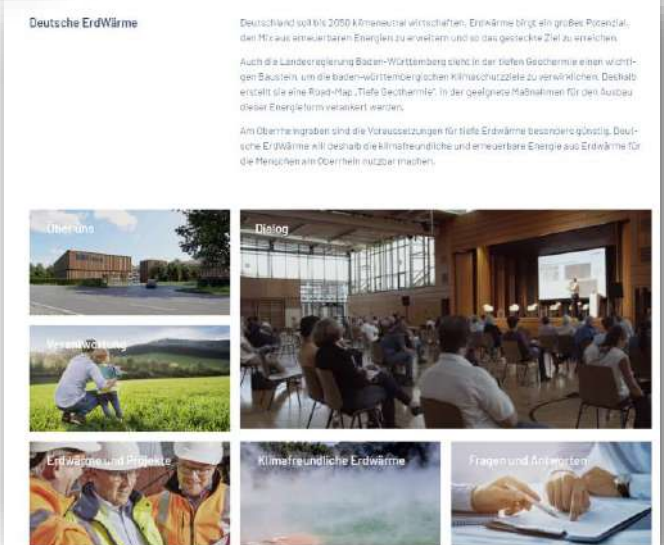 Deutsche ErdWärme
Deutschland soll bis 2050 klimaneutral wirtschaften. Erdwärme birgt ein großes Potenzial,
den Mix aus erneuerbaren Energien zu erweitern und so das gesteckte Ziel zu erreichen.
Auch die Landesregierung Baden-Württemberg sieht in der tiefen Geothermie einen wichti-
gen Baustein, um die baden-württembergischen Klimaschutzziele zu verwirklichen. Deshalb
erstellt sie eine Road-Map „Tiefe Geothermie“, in der geeignete Maßnahmen für den Ausbau
dieser Energieform verankert werden.
Am Oberrheingraben sind die Voraussetzungen für tiefe Erdwärme besonders günstig. Deut-
sche ErdWärme will deshalb die klimafreundliche und erneuerbare Energie aus Erdwärme für
die Menschen am Oberrhein nutzbar machen.
Über uns
Dialog
Verantwortung
Erdwärme und Projekte
Klimafreundliche Erdwärme
Fragen und Antworten